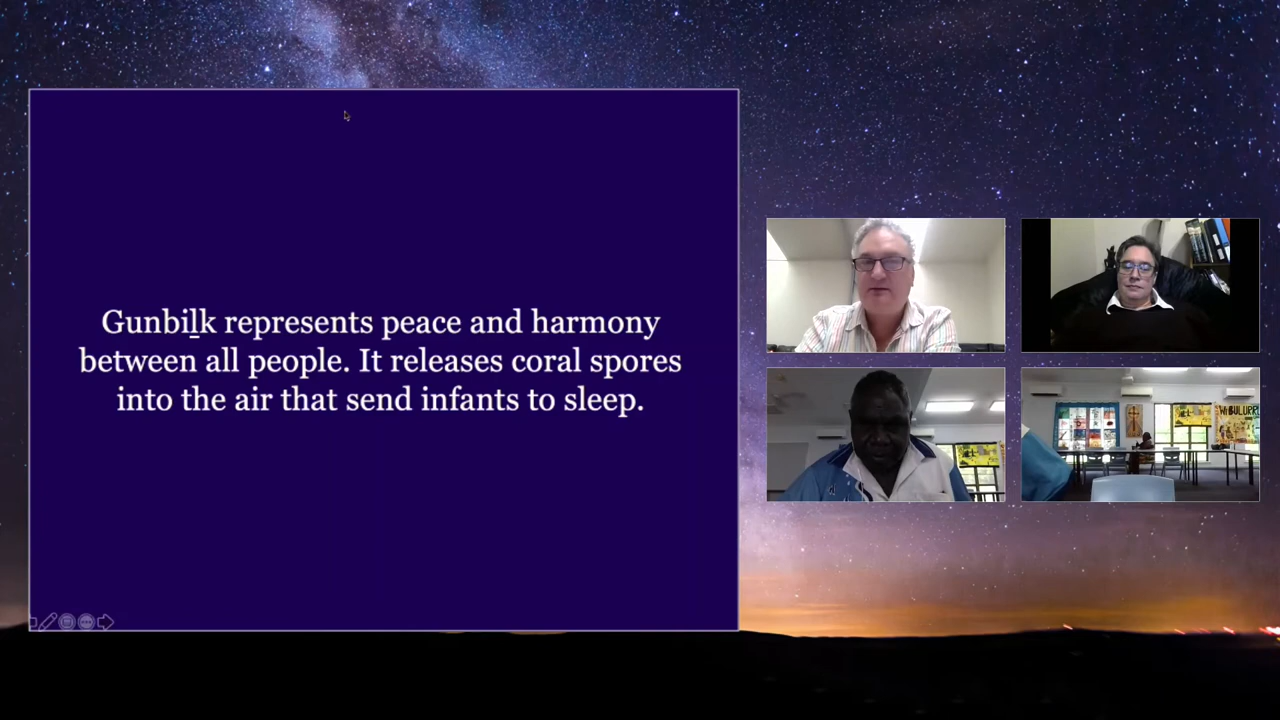 Gunbiḻk represents peace and harmony
between all people. It releases coral spores
into the air that send infants to sleep.